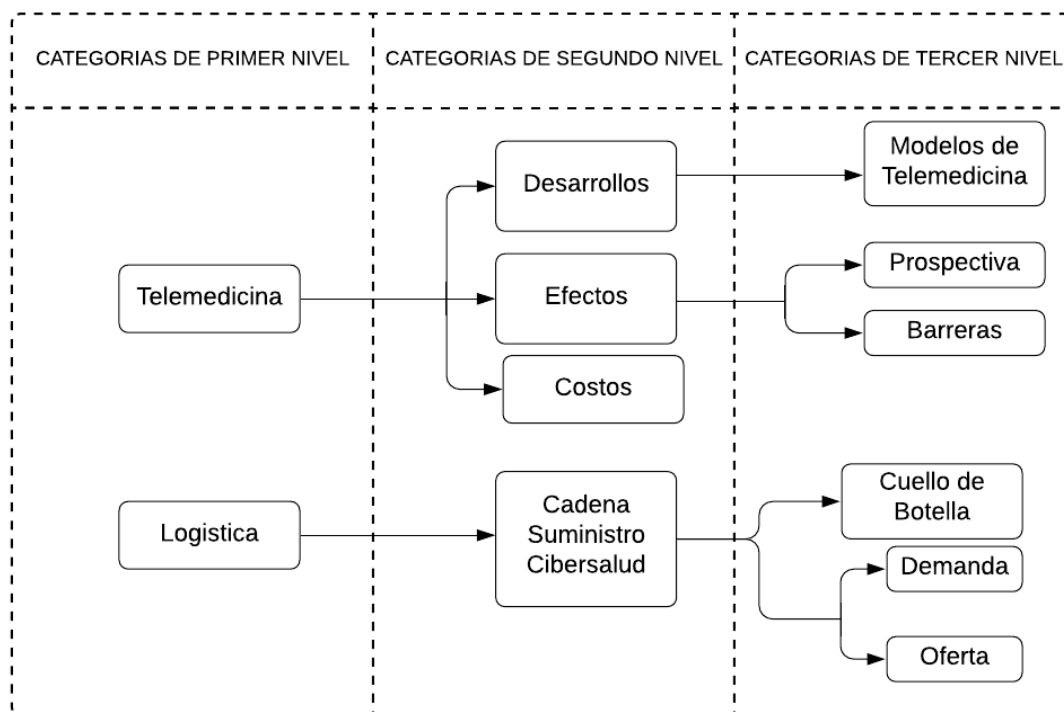 CATEGORIAS DE PRIMER NIVEL
CATEGORIAS DE SEGUNDO NIVEL
CATEGORIAS DE TERCER NIVEL
Telemedicina
Desarrollos
Modelos de
Telemedicina
Efectos
Prospectiva
Barreras
Costos
Logistica
Cadena
Suministro
Cibersalud
Cuello de
Botella
Demanda
Oferta